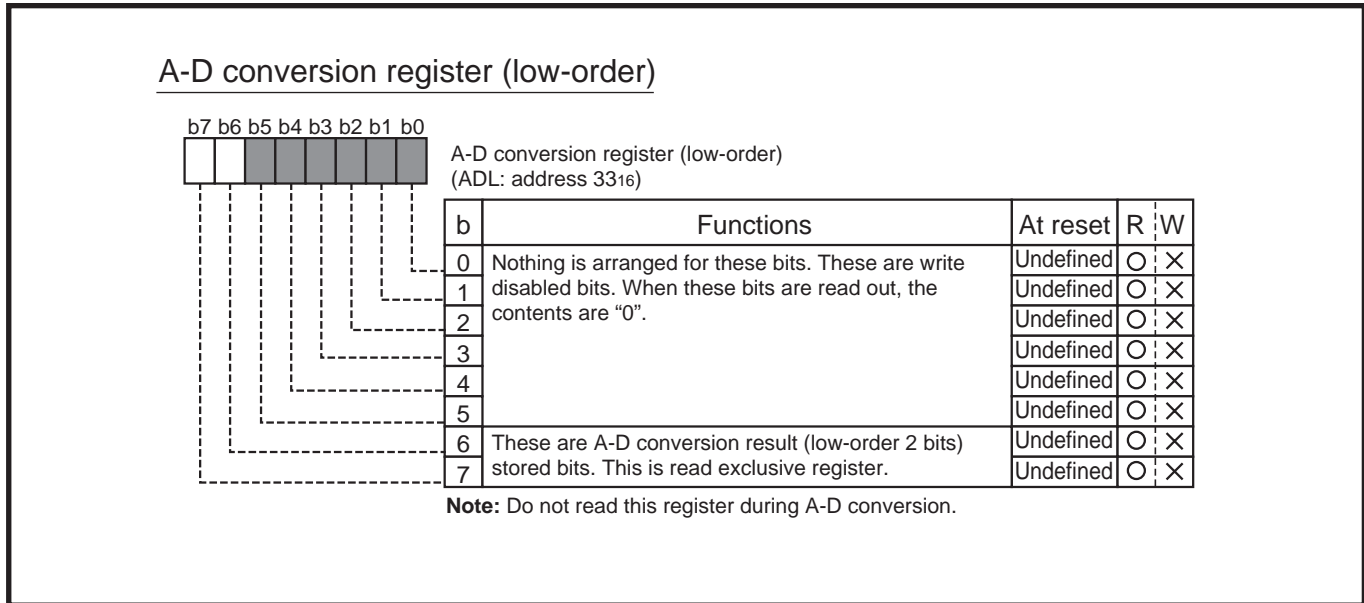 A-D conversion register (low-order)
b7 b6 b5 b4 b3 b2 b1 b0
A-D conversion register (low-order)
(ADL: address 3316)
b Functions At reset R W
0 Nothing is arranged for these bits. These are write Undefined ○ ×
1 disabled bits. When these bits are read out, the Undefined ○ ×
2 contents are “0”. Undefined ○ ×
3 Undefined ○ ×
4 Undefined ○ ×
5 Undefined ○ ×
6 These are A-D conversion result (low-order 2 bits) Undefined ○ ×
7 stored bits. This is read exclusive register. Undefined ○ ×
Note: Do not read this register during A-D conversion.